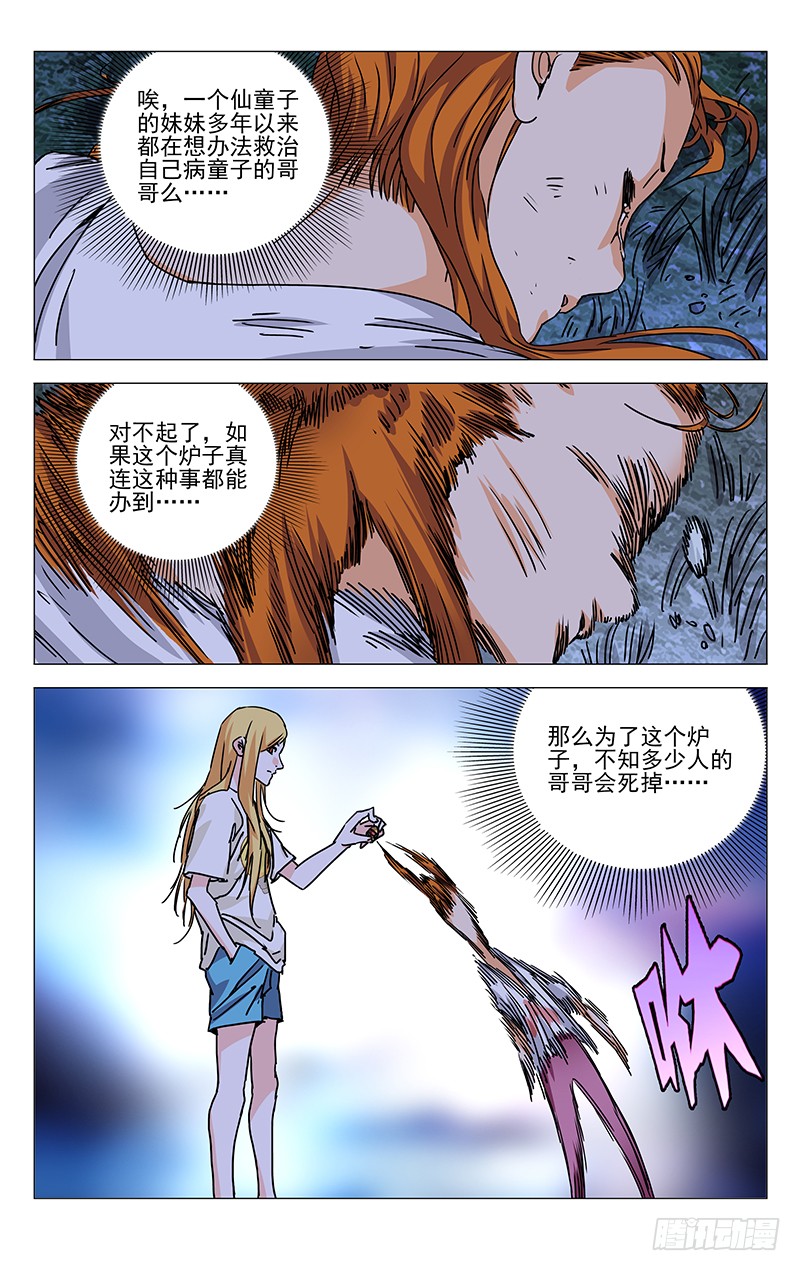 唉，一个仙童子
的妹妹多年以来
都在想办法救治
自己病童子的哥
哥么……
对不起了，如
果这个炉子真
连这种事都能
办到……
那么为了这个炉
子，不知多少人的
哥哥会死掉……
咻
腾讯动漫